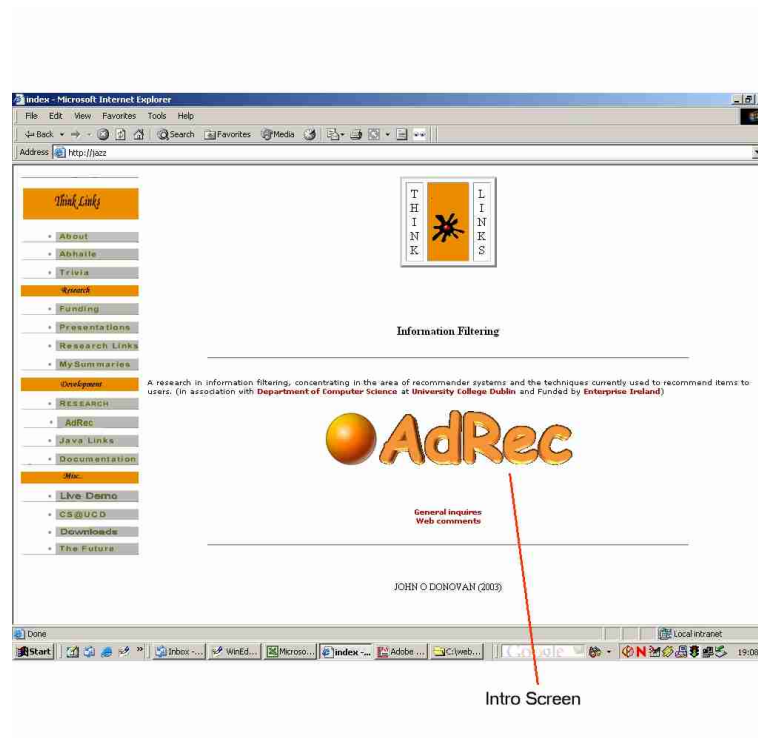 index - Microsoft Internet Explorer
File Edit View Favorites Tools Help
Back Search Favorites Media
Address http://jazz
Think Links
About
Abhaile
Trivia
Research
Funding
Presentations
Research Links
MySummaries
Development
RESEARCH
AdRec
Java Links
Documentation
Misc..
Live Demo
CS@UCD
Downloads
The Future
THINK
LINKS
Information Filtering
A research in information filtering, concentrating in the area of recommender systems and the techniques currently used to recommend items to
users. (in association with Department of Computer Science at University College Dublin and Funded by Enterprise Ireland)
AdRec
General inquires
Web comments
JOHN O DONOVAN (2003)
Done Local intranet
Start » Inbox -... WinEd... Microso... index -... Adobe ... C:\web... Google 19:08
Intro Screen